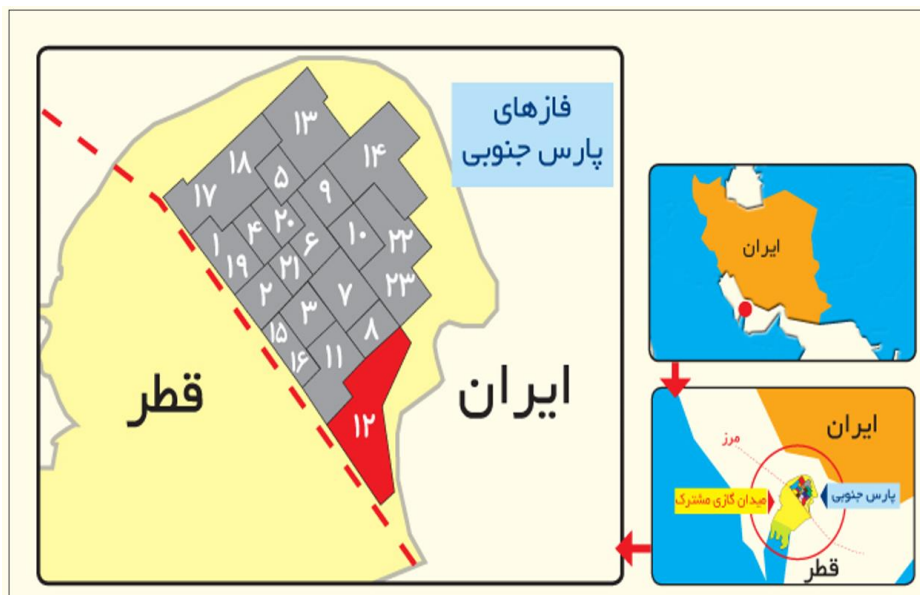 فازهای
پارس جنوبی
۱۳
۱۴
۱۸
۵
۹
۱۷
۲۰
۴
۶
۱۰
۲۲
۱
۱۹
۲۱
۲
۷
۲۳
۳
۸
۱۵
۱۶
۱۱
۱۲
قطر
ایران
ایران
ایران
مرز
پارس جنوبی
میدان گازی مشترک
قطر